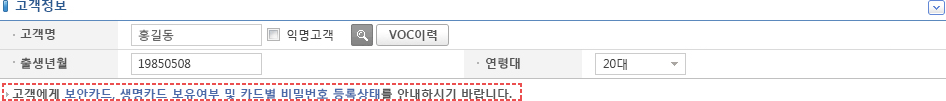 고객정보
· 고객명 홍길동 익명고객 VOC이력
· 출생년월 19850508 · 연령대 20대
고객에게 보안카드, 생명카드 보유여부 및 카드별 비밀번호 등록상태를 안내하시기 바랍니다.